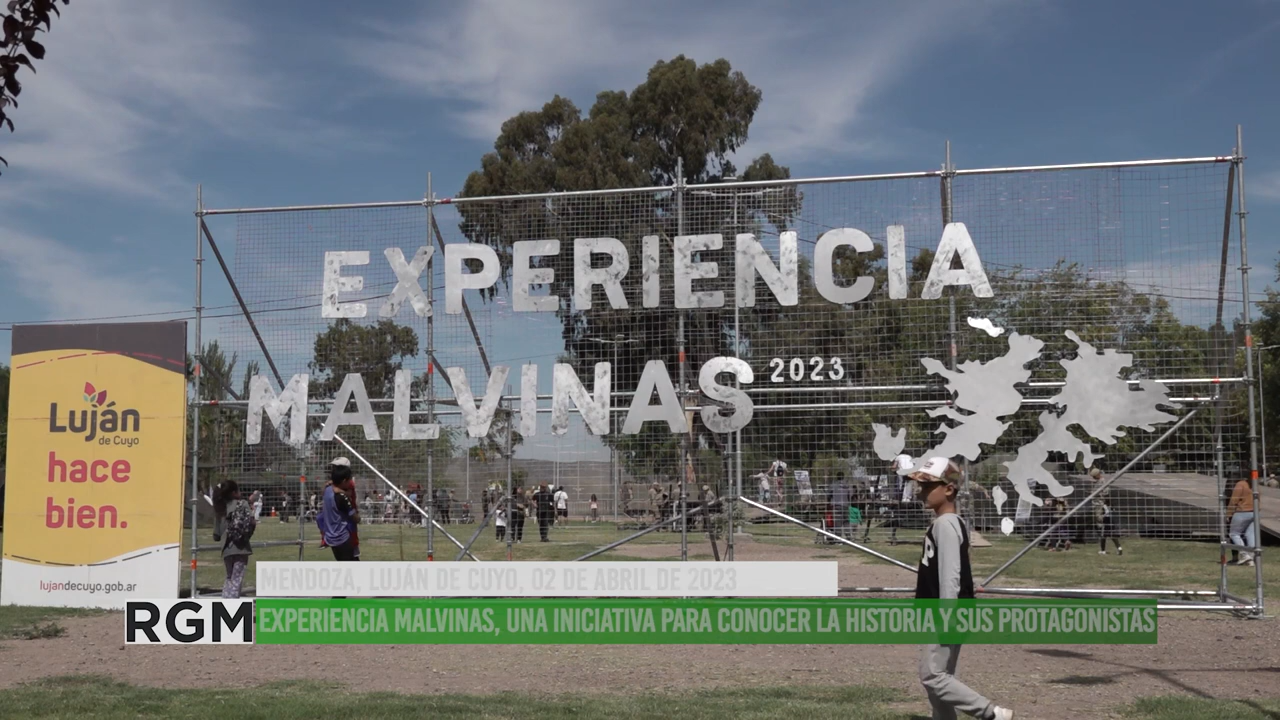 EXPERIENCIA
MALVINAS 2023
Luján
de Cuyo
hace
bien.
lujandecuyo.gob.ar
MENDOZA, LUJÁN DE CUYO, 02 DE ABRIL DE 2023
RGM
EXPERIENCIA MALVINAS, UNA INICIATIVA PARA CONOCER LA HISTORIA Y SUS PROTAGONISTAS